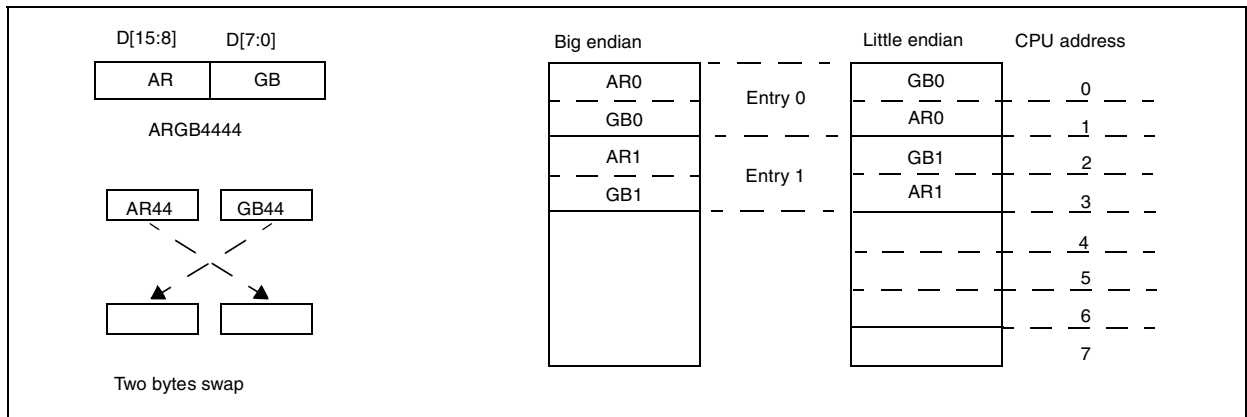 D[15:8] D[7:0]
AR GB
ARGB4444
AR44 GB44
Two bytes swap
Big endian Little endian CPU address
AR0 Entry 0 GB0 0
GB0 AR0 1
AR1 Entry 1 GB1 2
GB1 AR1 3
4
5
6
7